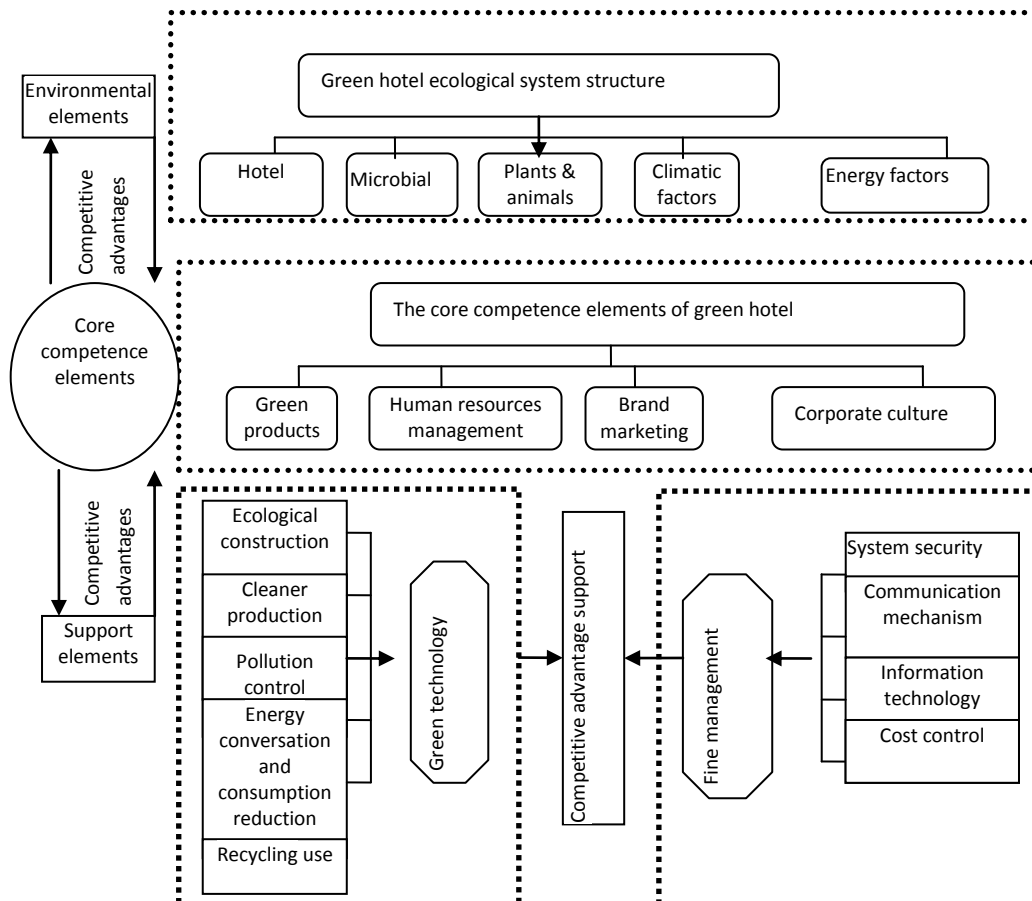 Green hotel ecological system structure
Environmental
elements
Hotel
Microbial
Plants &
animals
Climatic
factors
Energy factors
Competitive
advantages
The core competence elements of green hotel
Core
competence
elements
Green
products
Human resources
management
Brand
marketing
Corporate culture
Competitive
advantages
Support
elements
Ecological
construction
Cleaner
production
Pollution
control
Energy
conversation
and
consumption
reduction
Recycling use
Green technology
Competitive advantage support
Fine management
System security
Communication
mechanism
Information
technology
Cost control